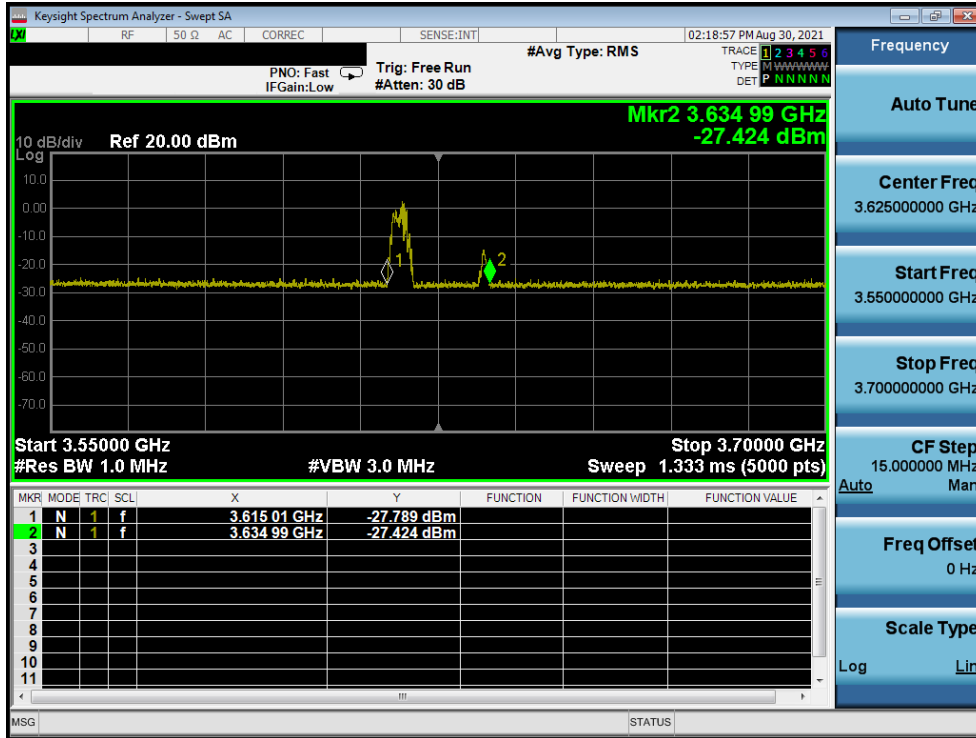 Keysight Spectrum Analyzer - Swept SA
LXI RF 50 Ω AC CORREC SENSE:INT 02:18:57 PM Aug 30, 2021
PNO: Fast
IFGain:Low
Trig: Free Run
#Atten: 30 dB
#Avg Type: RMS
TRACE 1 2 3 4 5 6
TYPE M WWWWW
DET P N N N N N
Mkr2 3.634 99 GHz
-27.424 dBm
10 dB/div Ref 20.00 dBm
Log
10.0
0.00
-10.0
-20.0
-30.0
-40.0
-50.0
-60.0
-70.0
1
2
Start 3.55000 GHz Stop 3.70000 GHz
#Res BW 1.0 MHz #VBW 3.0 MHz Sweep 1.333 ms (5000 pts)
MKR MODE TRC SCL X Y FUNCTION FUNCTION WIDTH FUNCTION VALUE
1 N 1 f 3.615 01 GHz -27.789 dBm
2 N 1 f 3.634 99 GHz -27.424 dBm
3
4
5
6
7
8
9
10
11
MSG STATUS
Frequency
Auto Tune
Center Freq
3.625000000 GHz
Start Freq
3.550000000 GHz
Stop Freq
3.700000000 GHz
CF Step
15.000000 MHz
Auto Man
Freq Offset
0 Hz
Scale Type
Log Lin